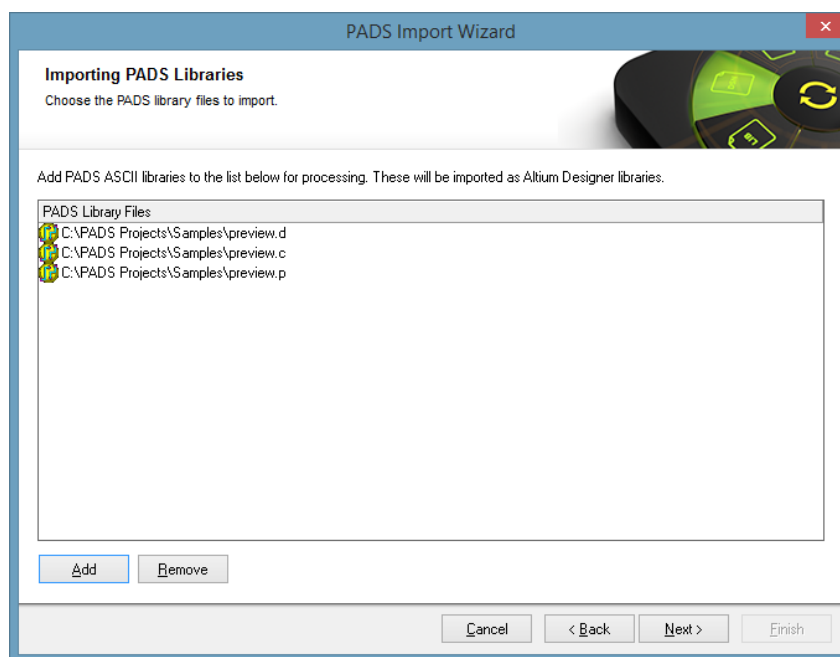 PADS Import Wizard
Importing PADS Libraries
Choose the PADS library files to import.
Add PADS ASCII libraries to the list below for processing. These will be imported as Altium Designer libraries.
PADS Library Files
C:\PADS Projects\Samples\preview.d
C:\PADS Projects\Samples\preview.c
C:\PADS Projects\Samples\preview.p
Add Remove
Cancel < Back Next > Finish